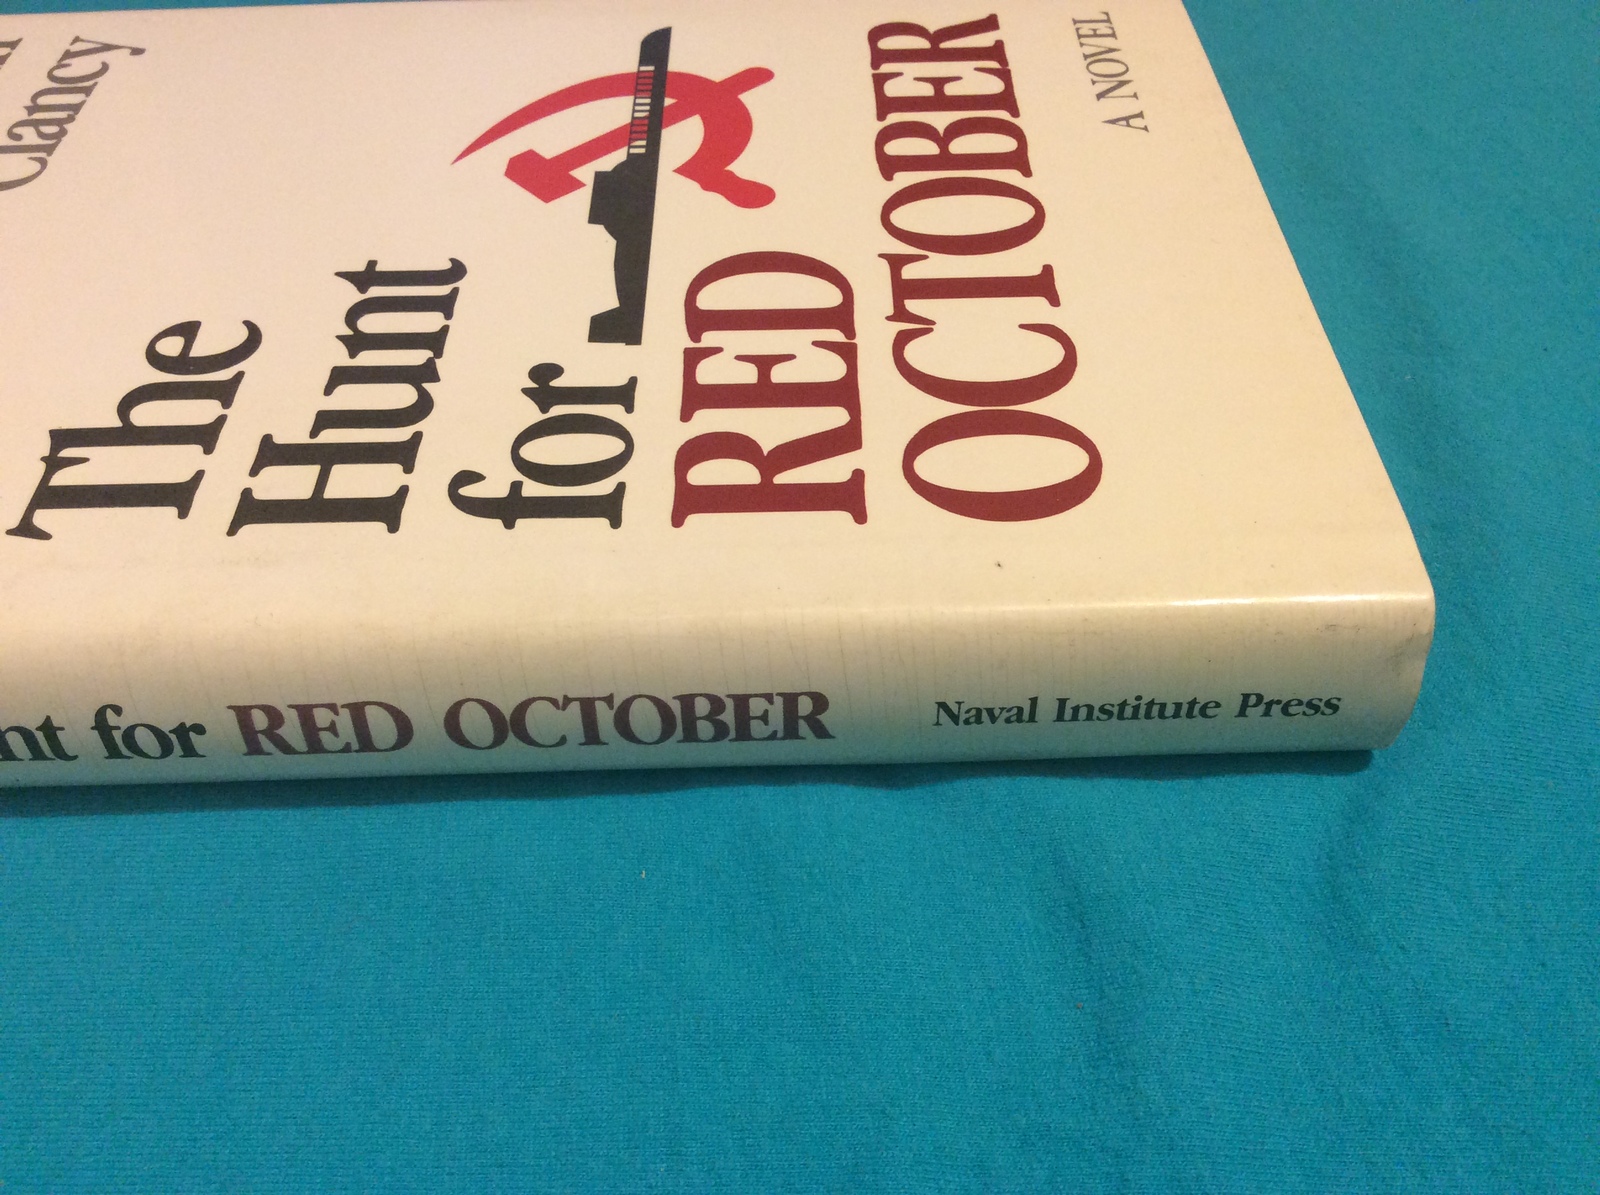 Clancy
The
Hunt
for
RED
OCTOBER
A NOVEL
nt for RED OCTOBER Naval Institute Press